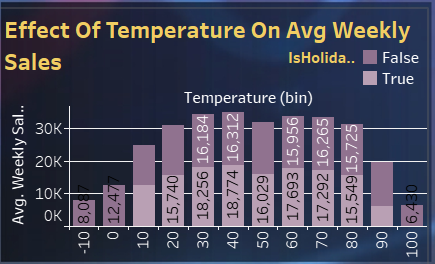 Effect Of Temperature On Avg Weekly
Sales
IsHolida..
False
True
Temperature (bin)
Avg. Weekly Sal..
30K
20K
10K
0K
16,184 16,312 15,956 16,265 15,725
8,087 12,477 15,740 18,256 18,774 16,029 17,693 17,292 15,549 6,430
-10 0 10 20 30 40 50 60 70 80 90 100